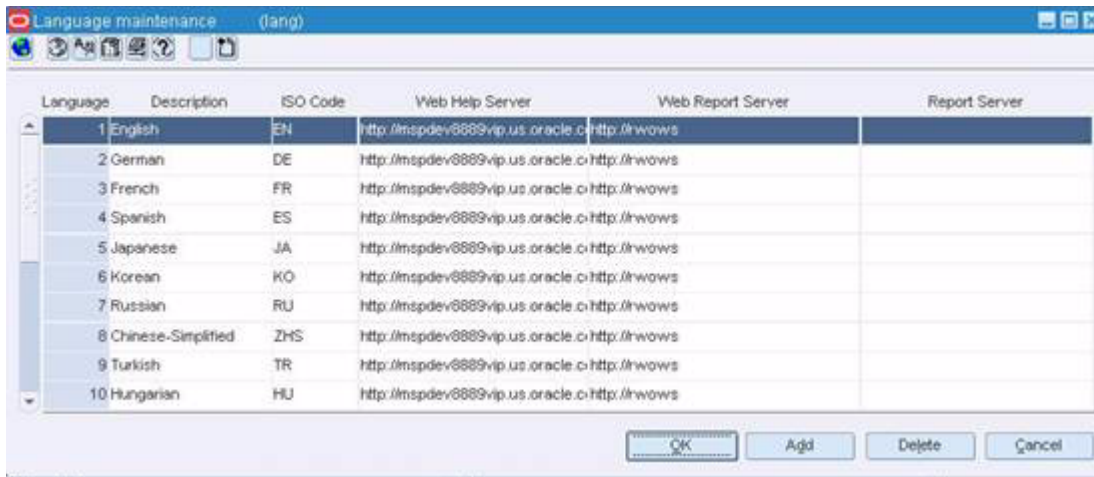 Language maintenance (lang)
Language Description ISO Code Web Help Server Web Report Server Report Server
1 English EN http://mspdev8889vip.us.oracle.c http://rwows
2 German DE http://mspdev8889vip.us.oracle.c http://rwows
3 French FR http://mspdev8889vip.us.oracle.c http://rwows
4 Spanish ES http://mspdev8889vip.us.oracle.c http://rwows
5 Japanese JA http://mspdev8889vip.us.oracle.c http://rwows
6 Korean KO http://mspdev8889vip.us.oracle.c http://rwows
7 Russian RU http://mspdev8889vip.us.oracle.c http://rwows
8 Chinese-Simplified ZHS http://mspdev8889vip.us.oracle.c http://rwows
9 Turkish TR http://mspdev8889vip.us.oracle.c http://rwows
10 Hungarian HU http://mspdev8889vip.us.oracle.c http://rwows
OK Add Delete Cancel